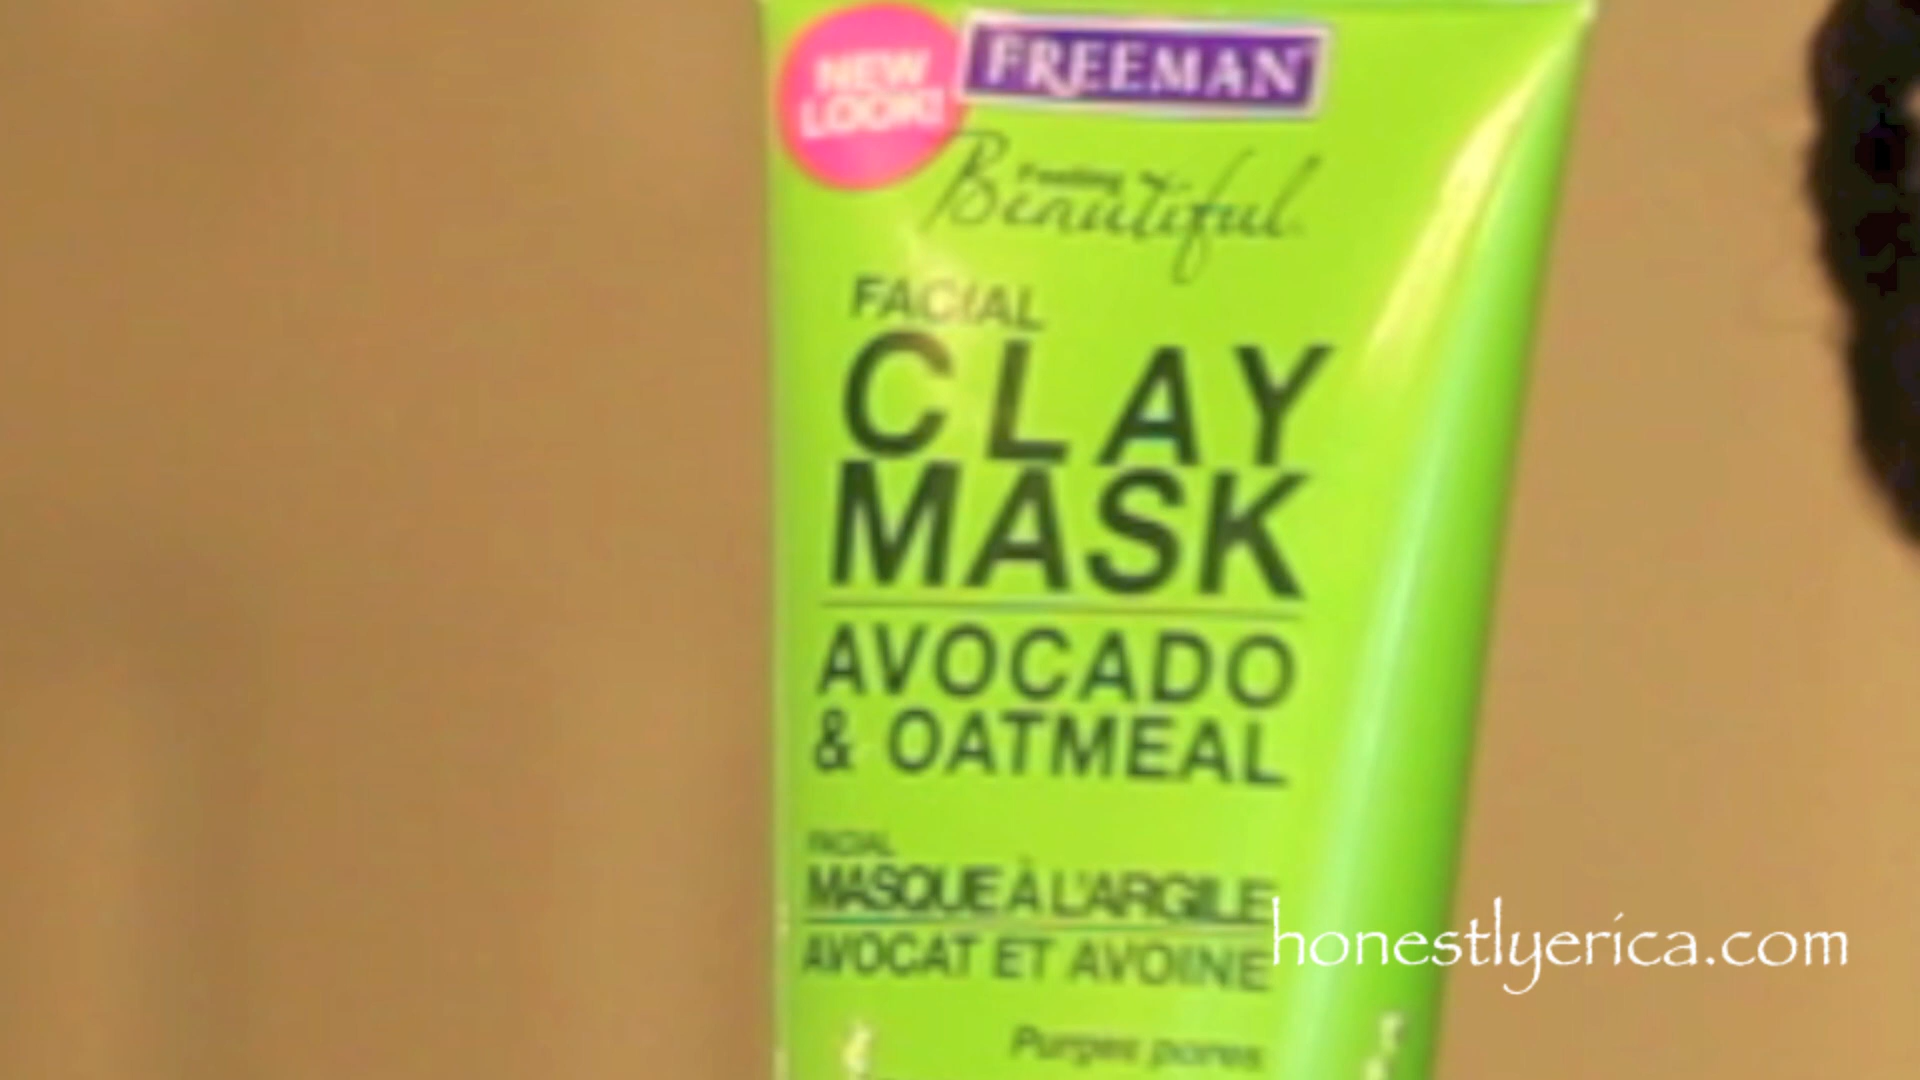 NEW
LOOK!
FREEMAN
Feeling
Beautiful
FACIAL
CLAY
MASK
AVOCADO
& OATMEAL
FACIAL
MASQUE À L'ARGILE
AVOCAT ET AVOINE
honestlyerica.com
Purges pores